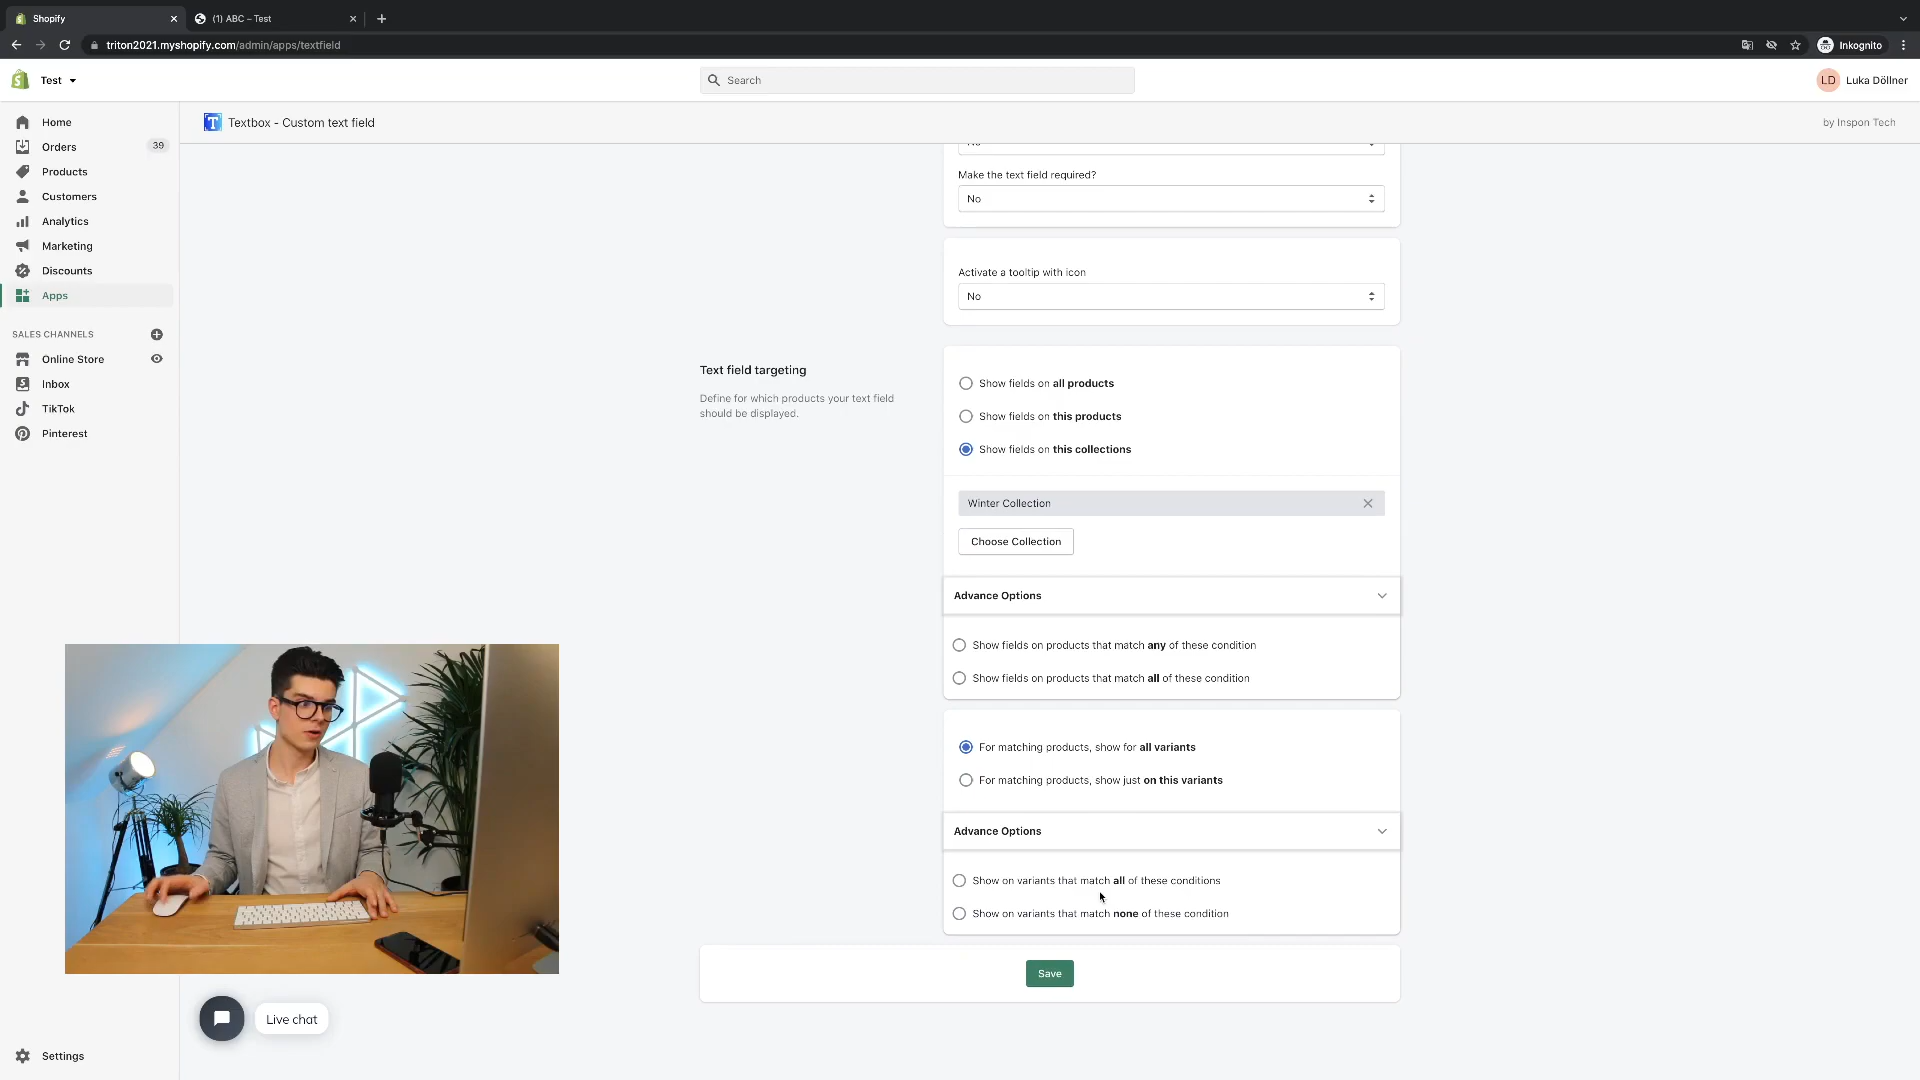 Shopify
(1) ABC – Test
triton2021.myshopify.com/admin/apps/textfield
Inkognito
Test
Search
LD
Luka Döllner
Home
Orders
39
Products
Customers
Analytics
Marketing
Discounts
Apps
SALES CHANNELS
Online Store
Inbox
TikTok
Pinterest
Settings
Textbox - Custom text field
by Inspon Tech
Make the text field required?
No
Activate a tooltip with icon
No
Text field targeting
Define for which products your text field
should be displayed.
Show fields on all products
Show fields on this products
Show fields on this collections
Winter Collection
Choose Collection
Advance Options
Show fields on products that match any of these condition
Show fields on products that match all of these condition
For matching products, show for all variants
For matching products, show just on this variants
Advance Options
Show on variants that match all of these conditions
Show on variants that match none of these condition
Save
Live chat